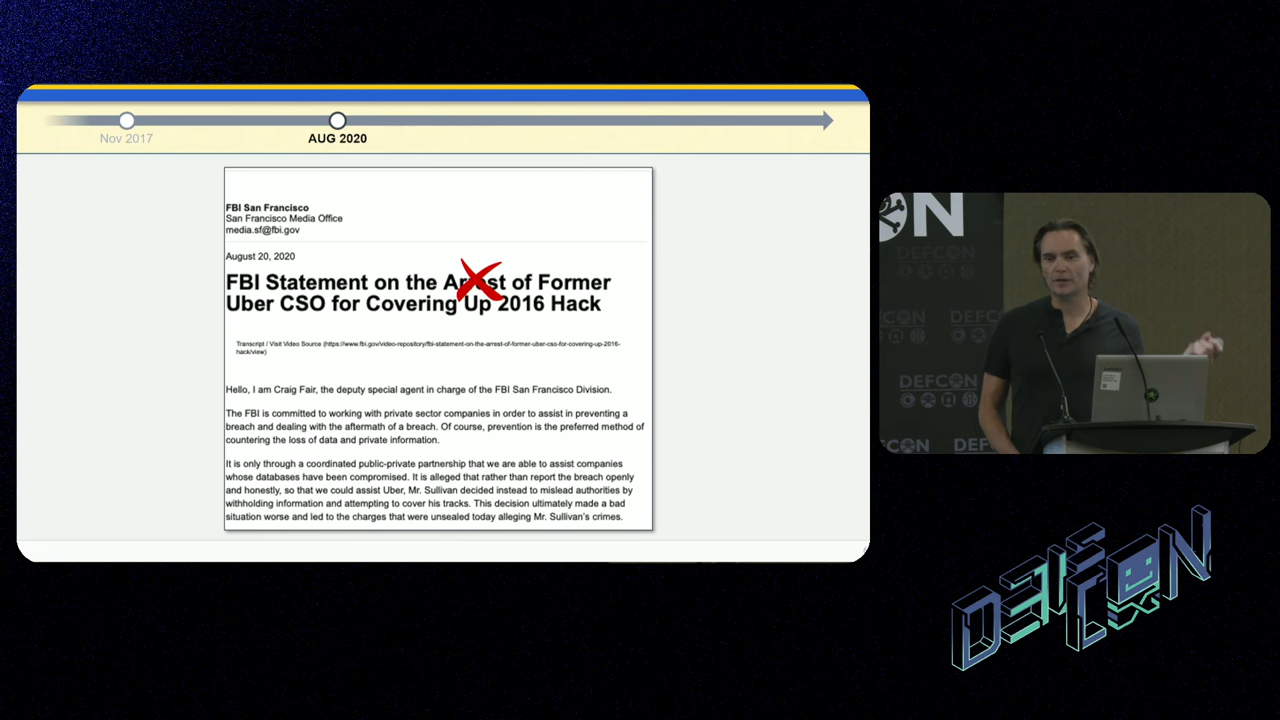 Nov 2017
AUG 2020
FBI San Francisco
San Francisco Media Office
media.sf@fbi.gov
August 20, 2020
FBI Statement on the Arrest of Former
Uber CSO for Covering Up 2016 Hack
Transcript / Visit Video Source (https://www.fbi.gov/video-repository/fbi-statement-on-the-arrest-of-former-uber-cso-for-covering-up-2016-
hack/view)
Hello, I am Craig Fair, the deputy special agent in charge of the FBI San Francisco Division.
The FBI is committed to working with private sector companies in order to assist in preventing a
breach and dealing with the aftermath of a breach. Of course, prevention is the preferred method of
countering the loss of data and private information.
It is only through a coordinated public-private partnership that we are able to assist companies
whose databases have been compromised. It is alleged that rather than report the breach openly
and honestly, so that we could assist Uber, Mr. Sullivan decided instead to mislead authorities by
withholding information and attempting to cover his tracks. This decision ultimately made a bad
situation worse and led to the charges that were unsealed today alleging Mr. Sullivan's crimes.
ON
DEFCON
DEFCON
DEFCON
DEFCON
DEFCON
DEF
DEFCON